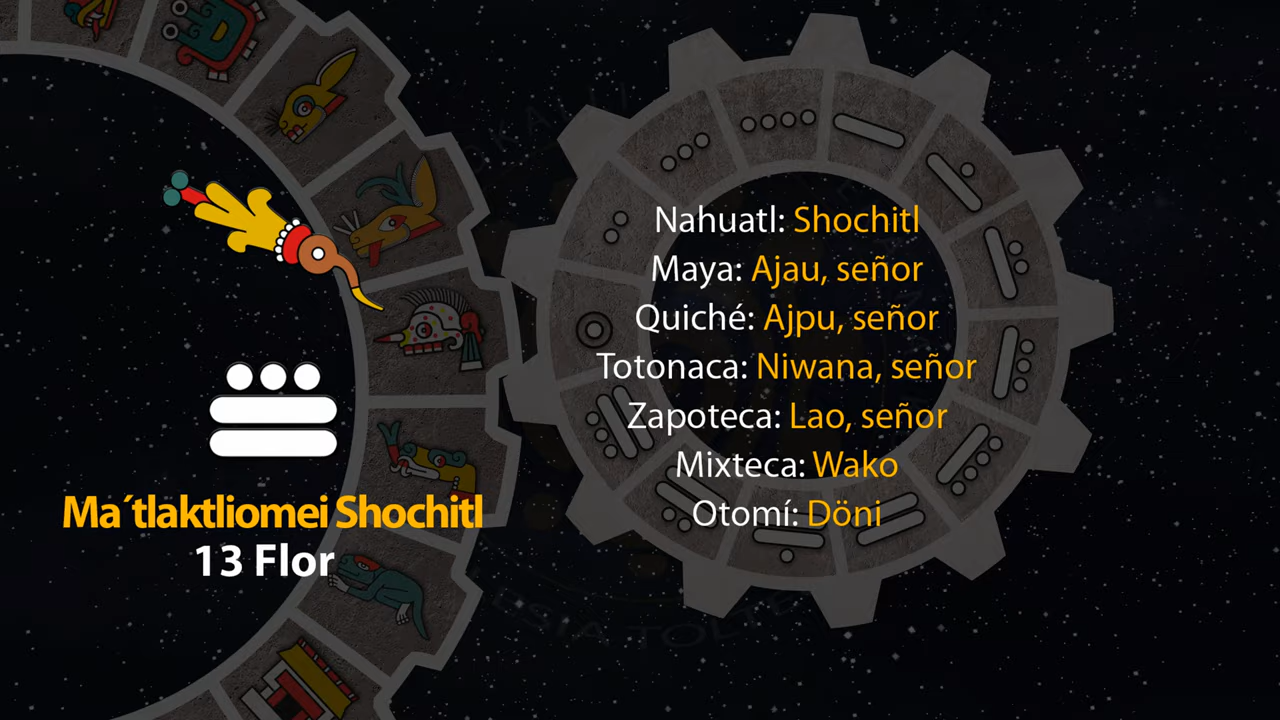 Nahuatl: Shochitl
Maya: Ajau, señor
Quiché: Ajpu, señor
Totonaca: Niwana, señor
Zapoteca: Lao, señor
Mixteca: Wako
Otomí: Döni
Ma´tlaktliomei Shochitl
13 Flor